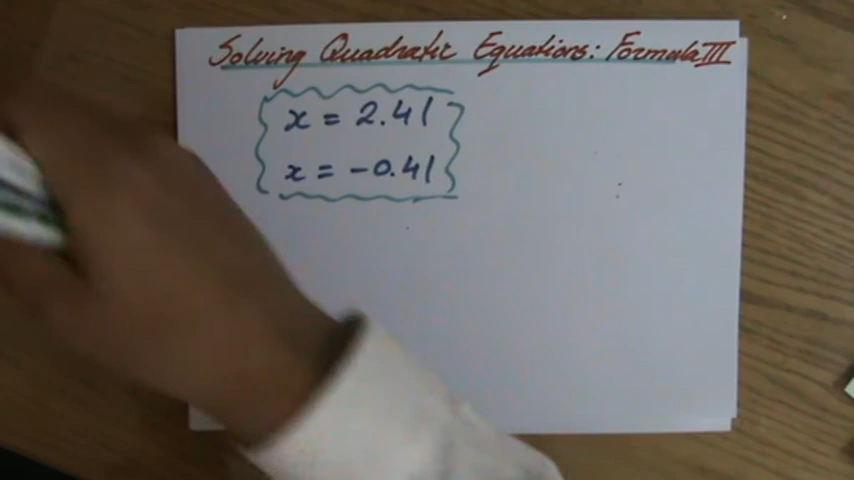 Solving Quadratic Equations: Formula III
x = 2.41
x = -0.41